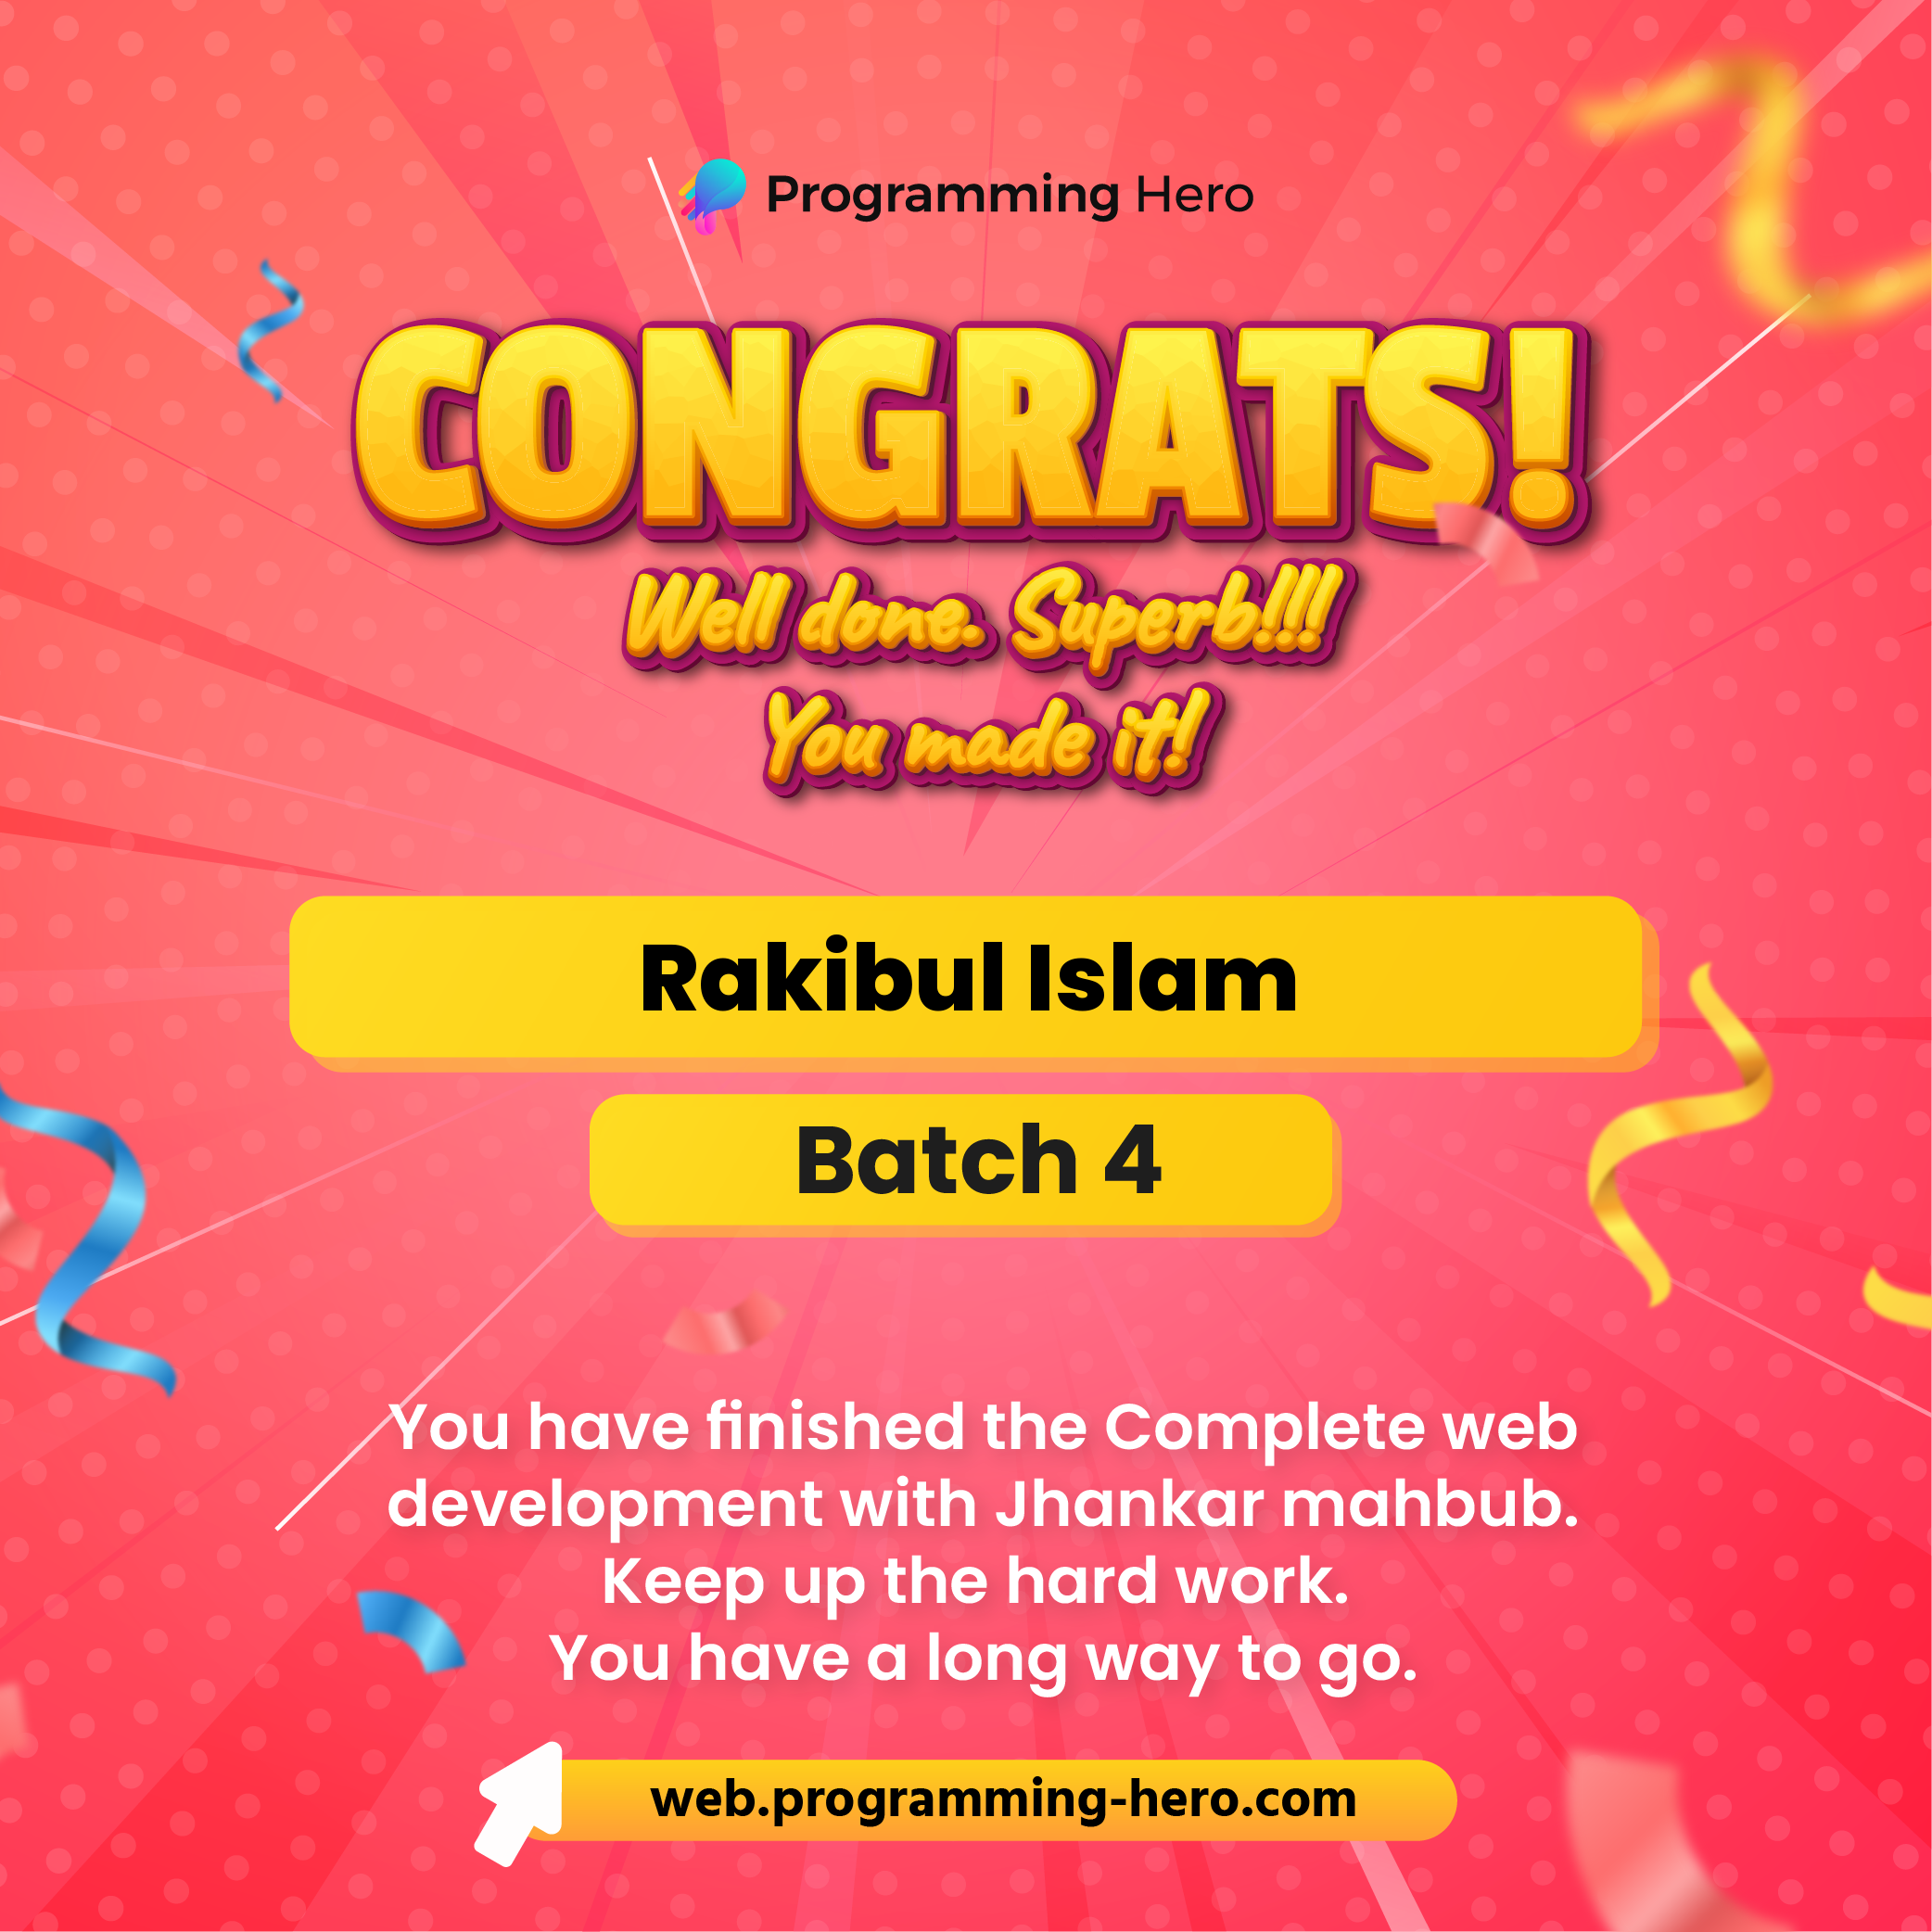 Programming Hero
CONGRATS!
Well done. Superb!!!
You made it!
Rakibul Islam
Batch 4
You have finished the Complete web
development with Jhankar mahbub.
Keep up the hard work.
You have a long way to go.
web.programming-hero.com